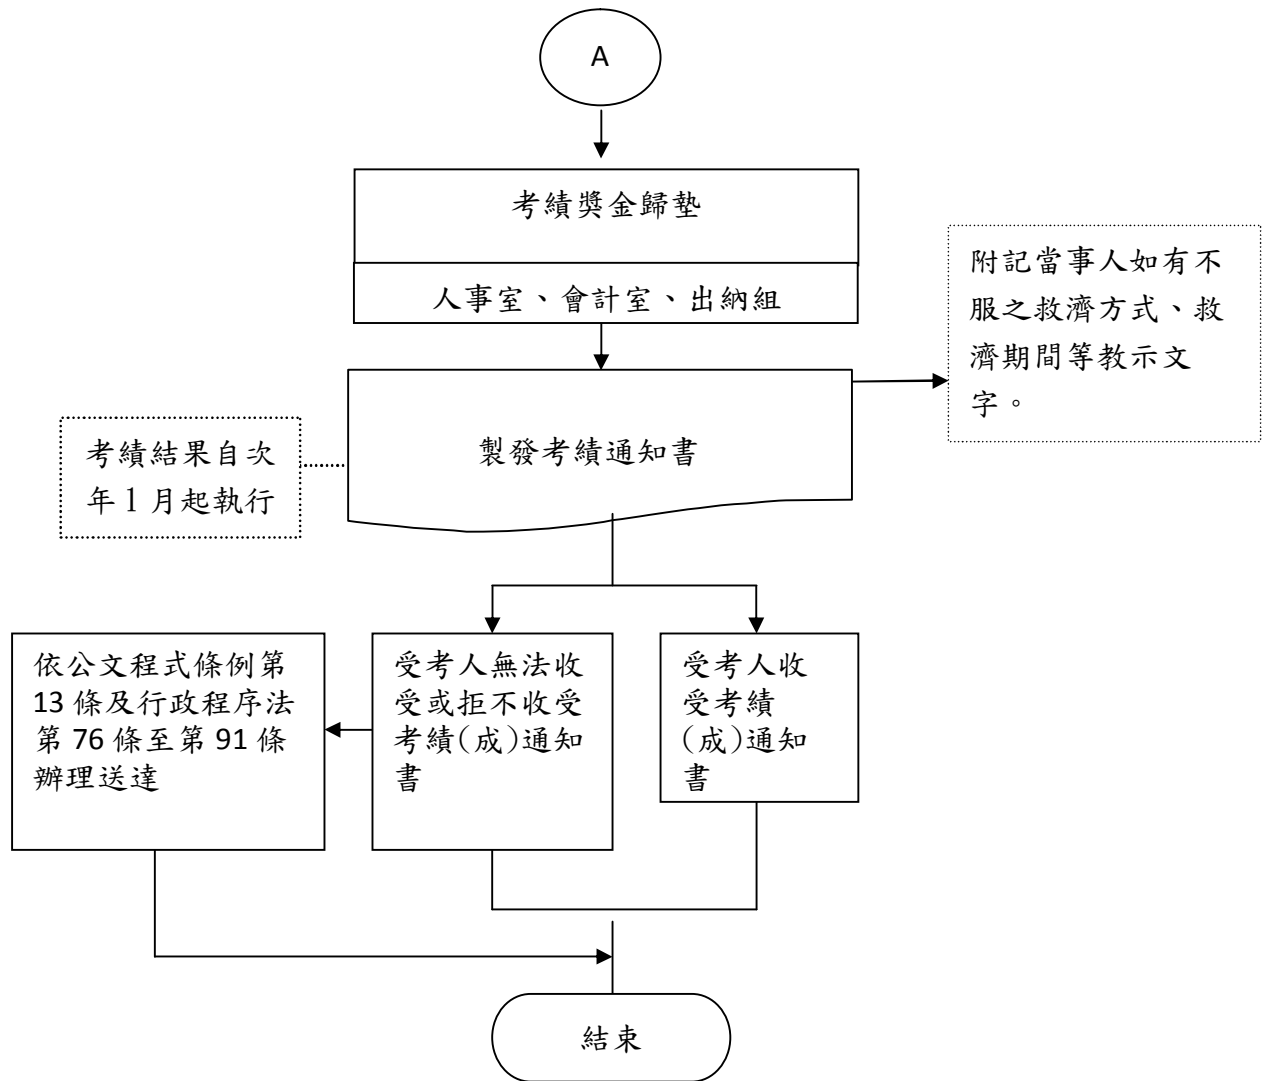 A
考績獎金歸墊
人事室、會計室、出納組
附記當事人如有不
服之救濟方式、救
濟期間等教示文
字。
考績結果自次
年1月起執行
製發考績通知書
依公文程式條例第
13條及行政程序法
第76條至第91條
辦理送達
受考人無法收
受或拒不收受
考績(成)通知
書
受考人收
受考績
(成)通知
書
結束